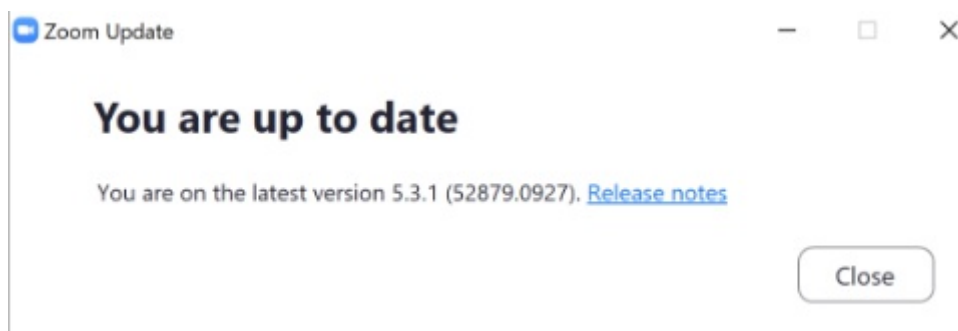 Zoom Update
You are up to date
You are on the latest version 5.3.1 (52879.0927). Release notes
Close